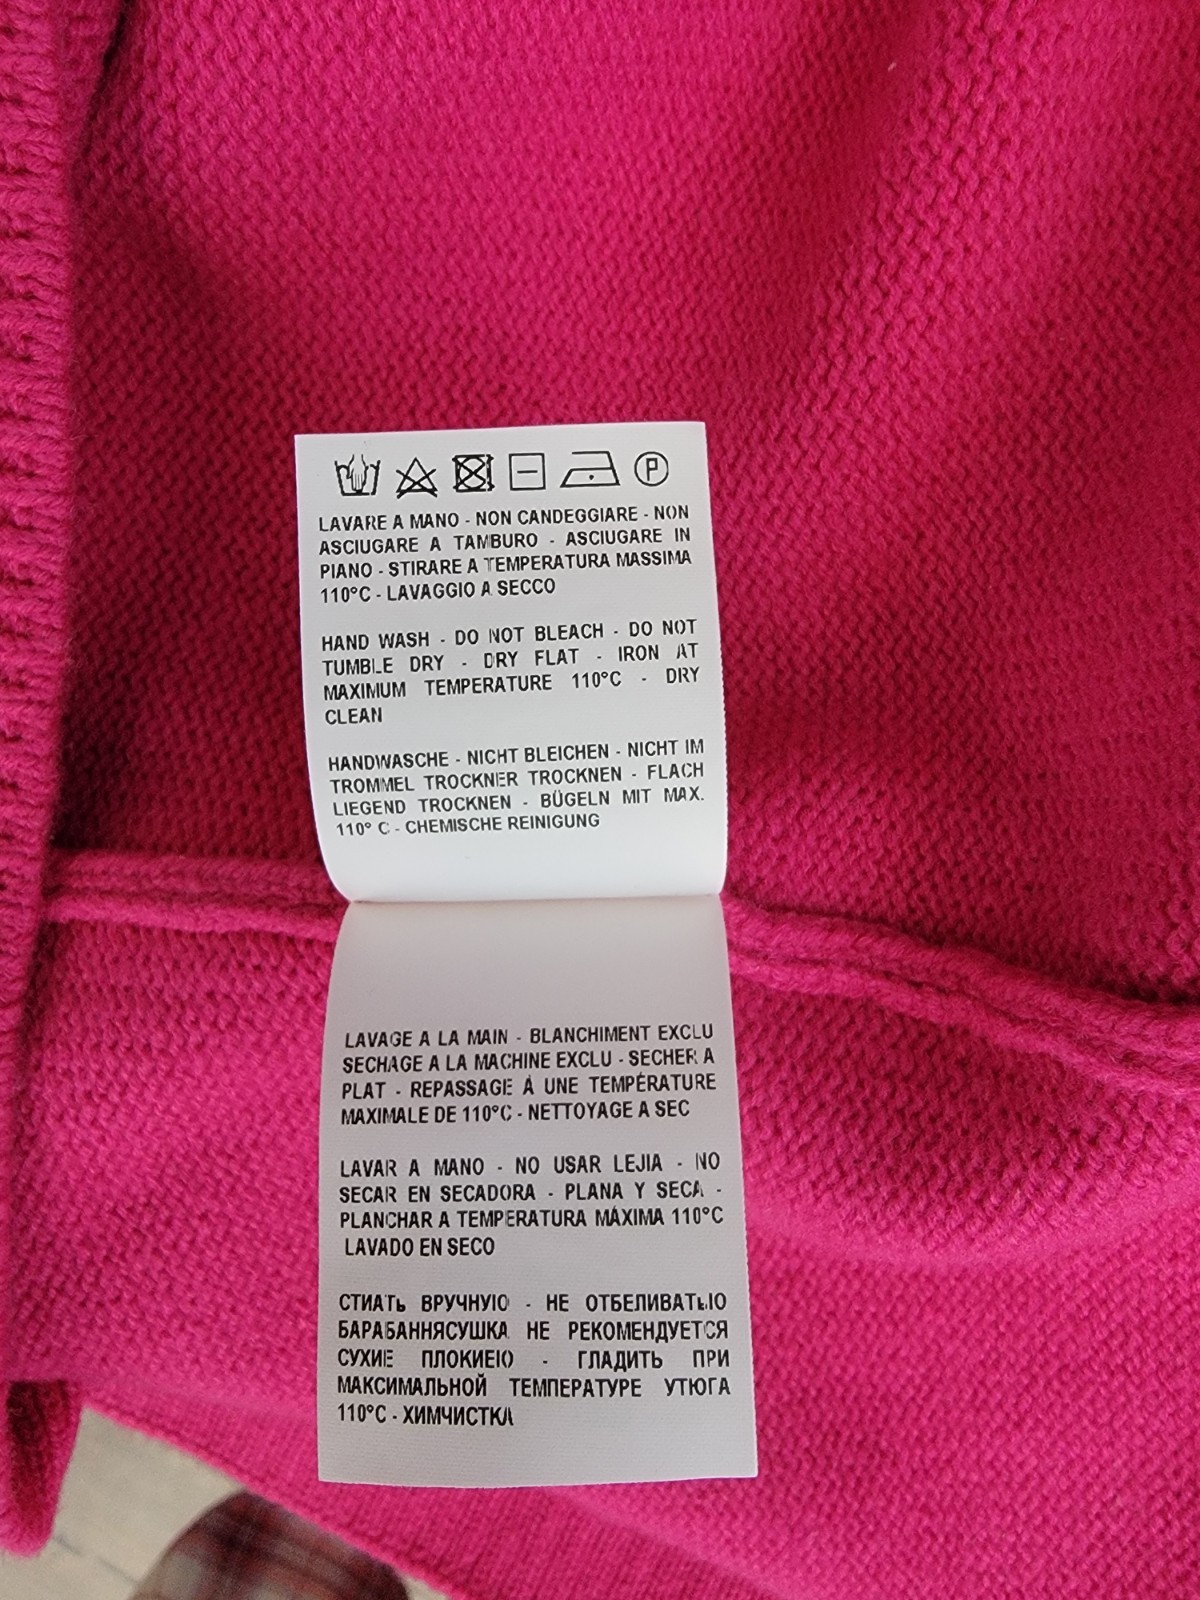 P
LAVARE A MANO - NON CANDEGGIARE - NON
ASCIUGARE A TAMBURO - ASCIUGARE IN
PIANO - STIRARE A TEMPERATURA MASSIMA
110°C - LAVAGGIO A SECCO
HAND WASH - DO NOT BLEACH - DO NOT
TUMBLE DRY - DRY FLAT - IRON AT
MAXIMUM TEMPERATURE 110°C - DRY
CLEAN
HANDWASCHE - NICHT BLEICHEN - NICHT IM
TROMMEL TROCKNER TROCKNEN - FLACH
LIEGEND TROCKNEN - BÜGELN MIT MAX.
110° C - CHEMISCHE REINIGUNG
LAVAGE A LA MAIN - BLANCHIMENT EXCLU
SECHAGE A LA MACHINE EXCLU - SECHER A
PLAT - REPASSAGE À UNE TEMPÉRATURE
MAXIMALE DE 110°C - NETTOYAGE A SEC
LAVAR A MANO - NO USAR LEJIA - NO
SECAR EN SECADORA - PLANA Y SECA -
PLANCHAR A TEMPERATURA MÁXIMA 110°C
LAVADO EN SECO
СТИАТЬ ВРУЧНУЮ - НЕ ОТБЕЛИВАТЬЮ
БАРАБАННЯСУШКА НЕ РЕКОМЕНДУЕТСЯ
СУХИЕ ПЛОКИЕЮ - ГЛАДИТЬ ПРИ
МАКСИМАЛЬНОЙ ТЕМПЕРАТУРЕ УТЮГА
110°C - ХИМЧИСТКА